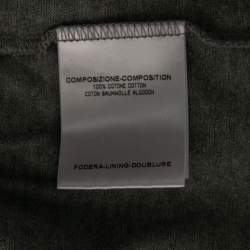 COMPOSIZIONE-COMPOSITION
100% COTONE COTTON
COTON BAUMWOLLE ALGODON
FODERA-LINING-DOUBLURE